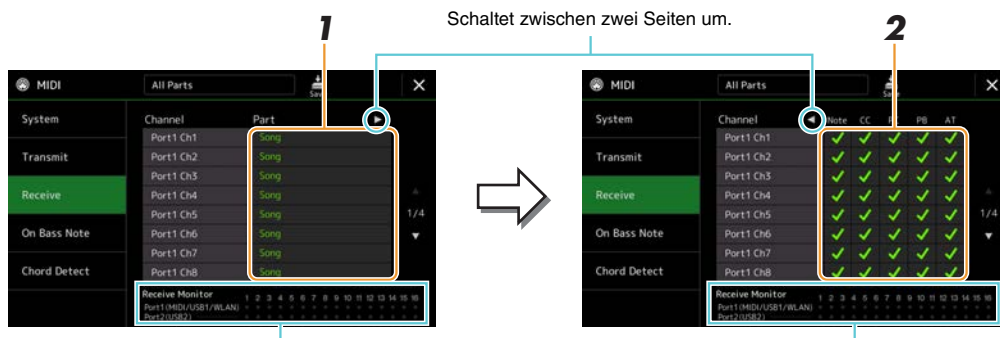 Schaltet zwischen zwei Seiten um.
1
2
MIDI
All Parts
Save
System
Transmit
Receive
On Bass Note
Chord Detect
Channel Part
Port1 Ch1 Song
Port1 Ch2 Song
Port1 Ch3 Song
Port1 Ch4 Song
Port1 Ch5 Song
Port1 Ch6 Song
Port1 Ch7 Song
Port1 Ch8 Song
1/4
Receive Monitor 1 2 3 4 5 6 7 8 9 10 11 12 13 14 15 16
Port1(MIDI/USB1/WLAN)
Port2(USB2)
MIDI
All Parts
System
Transmit
Receive
On Bass Note
Chord Detect
Channel Note CC PB AT
Port1 Ch1
Port1 Ch2
Port1 Ch3
Port1 Ch4
Port1 Ch5
Port1 Ch6
Port1 Ch7
Port1 Ch8
1/4
Receive Monitor 1 2 3 4 5 6 7 8 9 10 11 12 13 14 15 16
Port1(MIDI/USB1/WLAN)
Port2(USB2)